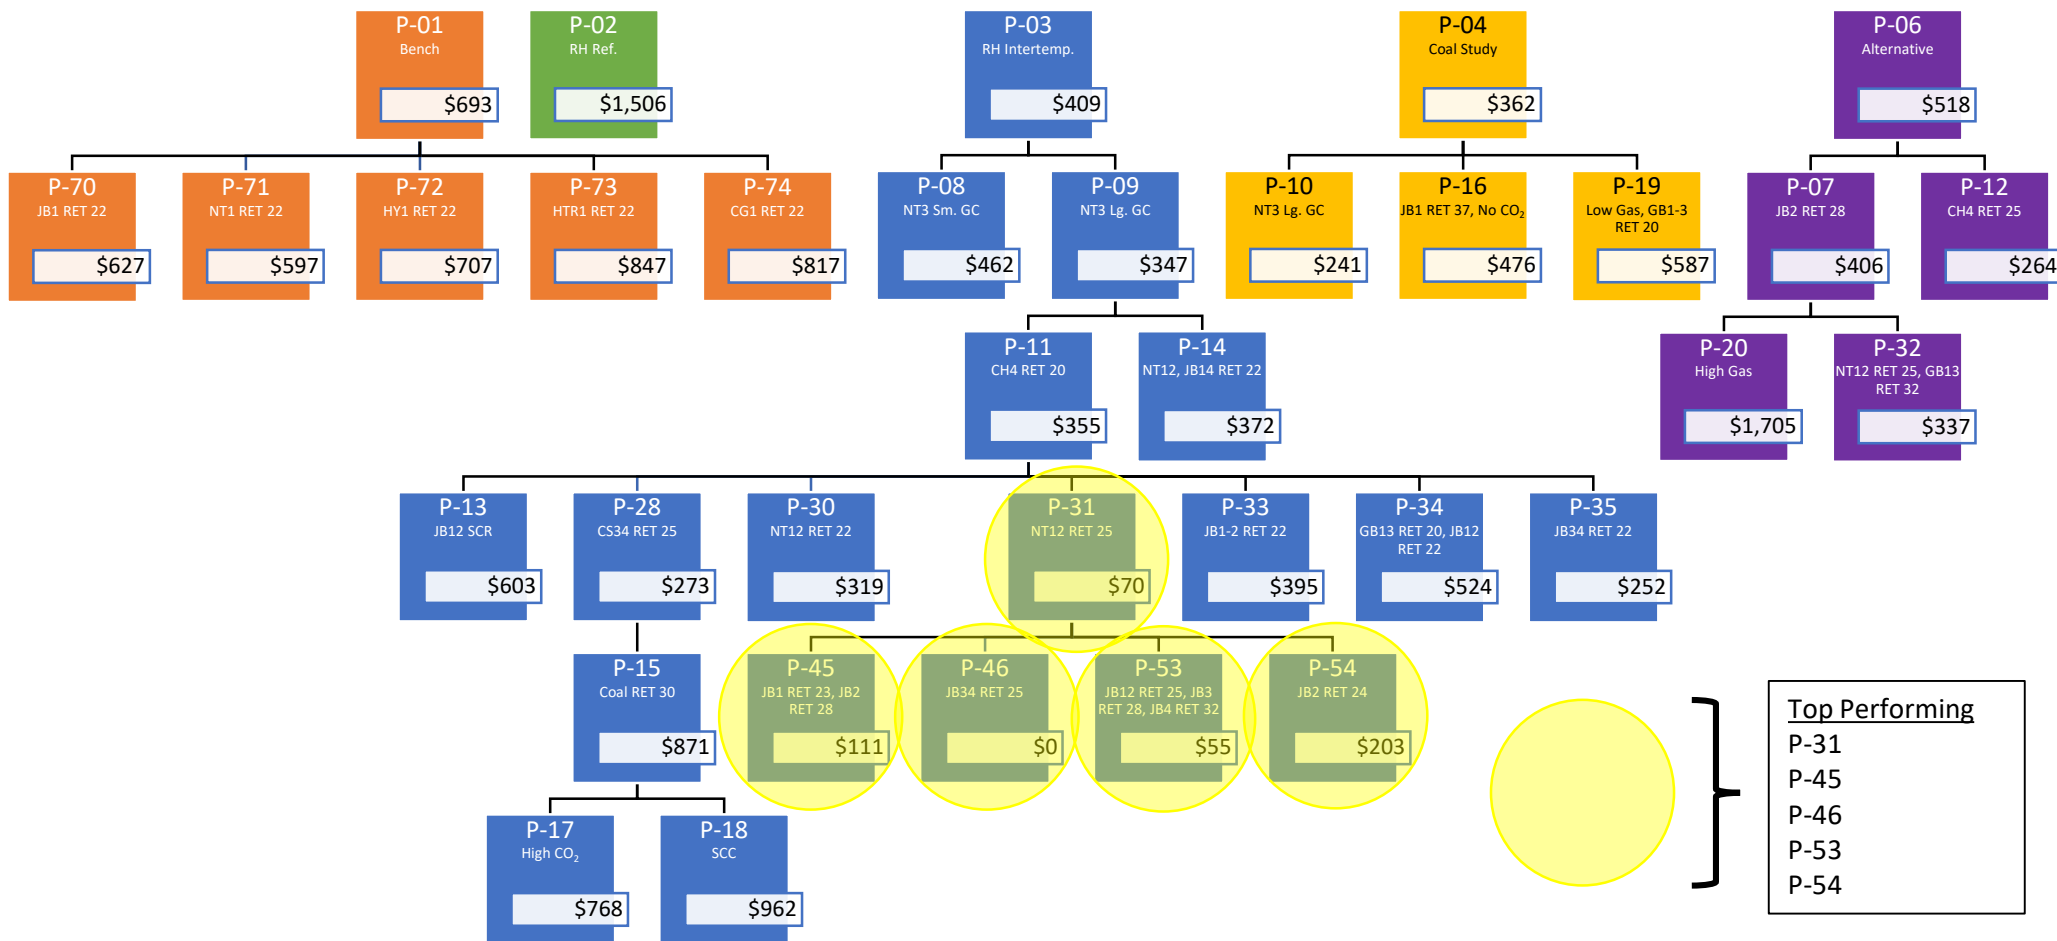 P-01
Bench
$693
P-02
RH Ref.
$1,506
P-03
RH Intertemp.
$409
P-04
Coal Study
$362
P-06
Alternative
$518
P-70
JB1 RET 22
$627
P-71
NT1 RET 22
$597
P-72
HY1 RET 22
$707
P-73
HTR1 RET 22
$847
P-74
CG1 RET 22
$817
P-08
NT3 Sm. GC
$462
P-09
NT3 Lg. GC
$347
P-10
NT3 Lg. GC
$241
P-16
JB1 RET 37, No CO₂
$476
P-19
Low Gas, GB1-3
RET 20
$587
P-07
JB2 RET 28
$406
P-12
CH4 RET 25
$264
P-11
CH4 RET 20
$355
P-14
NT12, JB14 RET 22
$372
P-20
High Gas
$1,705
P-32
NT12 RET 25, GB13
RET 32
$337
P-13
JB12 SCR
$603
P-28
CS34 RET 25
$273
P-30
NT12 RET 22
$319
P-31
NT12 RET 25
$70
P-33
JB1-2 RET 22
$395
P-34
GB13 RET 20, JB12
RET 22
$524
P-35
JB34 RET 22
$252
P-15
Coal RET 30
$871
P-45
JB1 RET 23, JB2
RET 28
$111
P-46
JB34 RET 25
$0
P-53
JB12 RET 25, JB3
RET 28, JB4 RET 32
$55
P-54
JB2 RET 24
$203
P-17
High CO₂
$768
P-18
SCC
$962
Top Performing
P-31
P-45
P-46
P-53
P-54